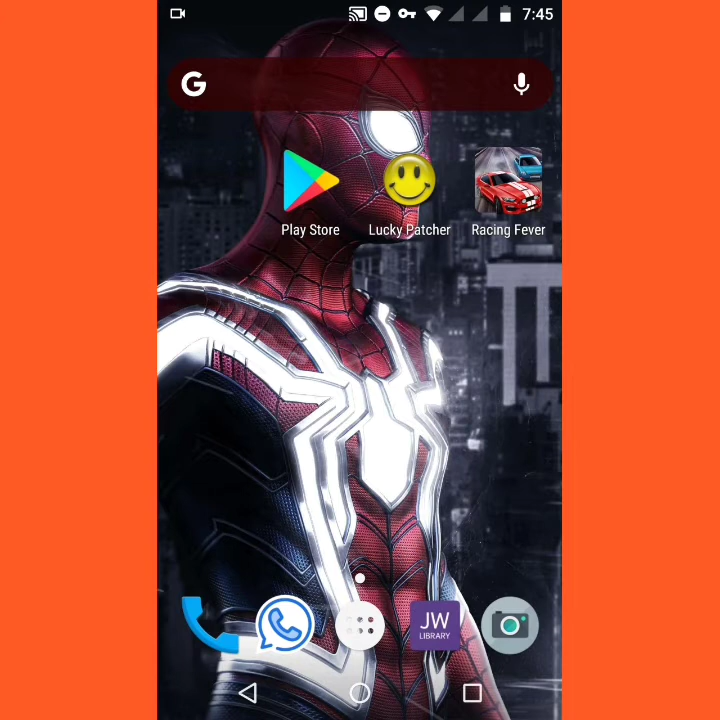 7:45
G
Play Store
Lucky Patcher
Racing Fever
JW
LIBRARY